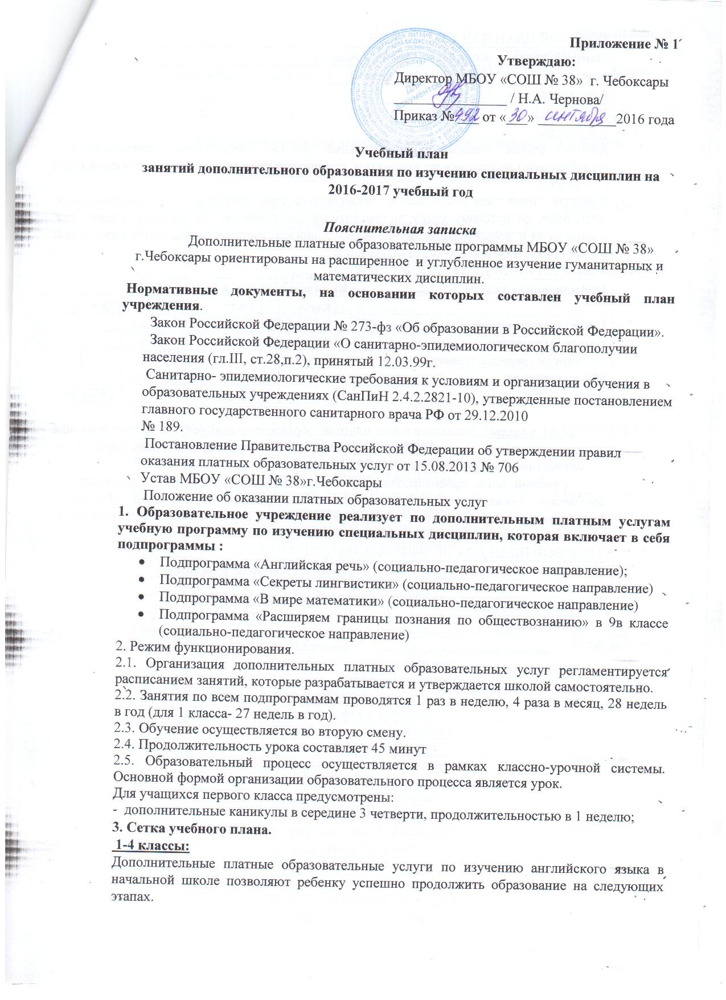 Приложение № 1
Утверждаю:
Директор МБОУ «СОШ № 38» г. Чебоксары
________________ / Н.А. Чернова/
Приказ № 492 от «30» сентября 2016 года
Для документов
Учебный план
занятий дополнительного образования по изучению специальных дисциплин на
2016-2017 учебный год
Пояснительная записка
Дополнительные платные образовательные программы МБОУ «СОШ № 38»
г.Чебоксары ориентированы на расширенное и углубленное изучение гуманитарных и
математических дисциплин.
Нормативные документы, на основании которых составлен учебный план
учреждения.
Закон Российской Федерации № 273-фз «Об образовании в Российской Федерации».
Закон Российской Федерации «О санитарно-эпидемиологическом благополучии
населения (гл.III, ст.28,п.2), принятый 12.03.99г.
Санитарно- эпидемиологические требования к условиям и организации обучения в
образовательных учреждениях (СанПиН 2.4.2.2821-10), утвержденные постановлением
главного государственного санитарного врача РФ от 29.12.2010
№ 189.
Постановление Правительства Российской Федерации об утверждении правил
оказания платных образовательных услуг от 15.08.2013 № 706
Устав МБОУ «СОШ № 38»г.Чебоксары
Положение об оказании платных образовательных услуг
1. Образовательное учреждение реализует по дополнительным платным услугам
учебную программу по изучению специальных дисциплин, которая включает в себя
подпрограммы :
• Подпрограмма «Английская речь» (социально-педагогическое направление);
• Подпрограмма «Секреты лингвистики» (социально-педагогическое направление)
• Подпрограмма «В мире математики» (социально-педагогическое направление)
• Подпрограмма «Расширяем границы познания по обществознанию» в 9в классе
(социально-педагогическое направление)
2. Режим функционирования.
2.1. Организация дополнительных платных образовательных услуг регламентируется
расписанием занятий, которые разрабатывается и утверждается школой самостоятельно.
2.2. Занятия по всем подпрограммам проводятся 1 раз в неделю, 4 раза в месяц, 28 недель
в год (для 1 класса- 27 недель в год).
2.3. Обучение осуществляется во вторую смену.
2.4. Продолжительность урока составляет 45 минут
2.5. Образовательный процесс осуществляется в рамках классно-урочной системы.
Основной формой организации образовательного процесса является урок.
Для учащихся первого класса предусмотрены:
- дополнительные каникулы в середине 3 четверти, продолжительностью в 1 неделю;
3. Сетка учебного плана.
1-4 классы:
Дополнительные платные образовательные услуги по изучению английского языка в
начальной школе позволяют ребенку успешно продолжить образование на следующих
этапах.